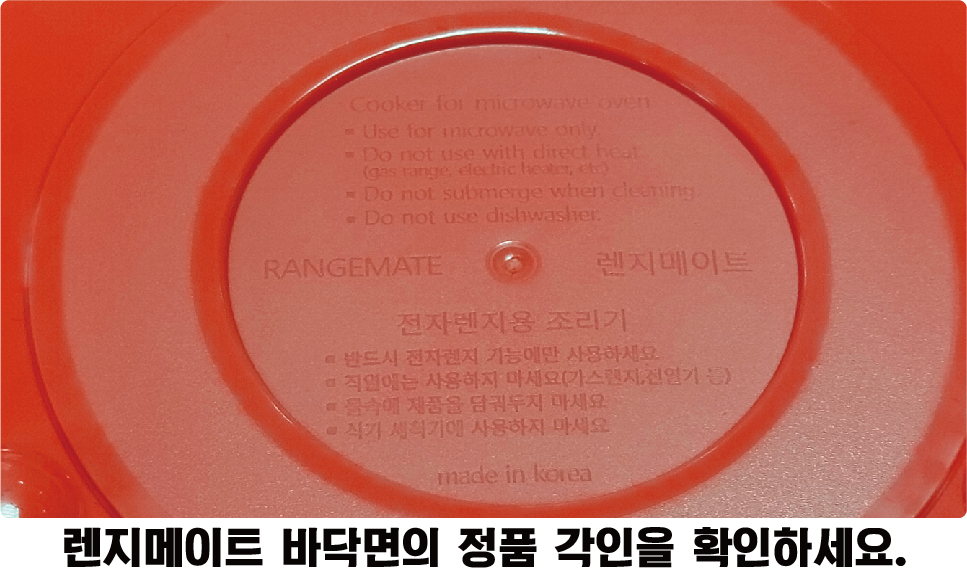 Cooker for microwave oven
▪ Use for microwave only.
▪ Do not use with direct heat.
(gas range, electric heater, etc)
▪ Do not submerge when cleaning.
▪ Do not use dishwasher.
RANGEMATE 렌지메이트
전자렌지용 조리기
▪ 반드시 전자렌지 기능에만 사용하세요
▪ 직열에는 사용하지 마세요(가스렌지,전열기 등)
▪ 물속에 제품을 담궈두지 마세요
▪ 식기 세척기에 사용하지 마세요
made in korea
렌지메이트 바닥면의 정품 각인을 확인하세요.